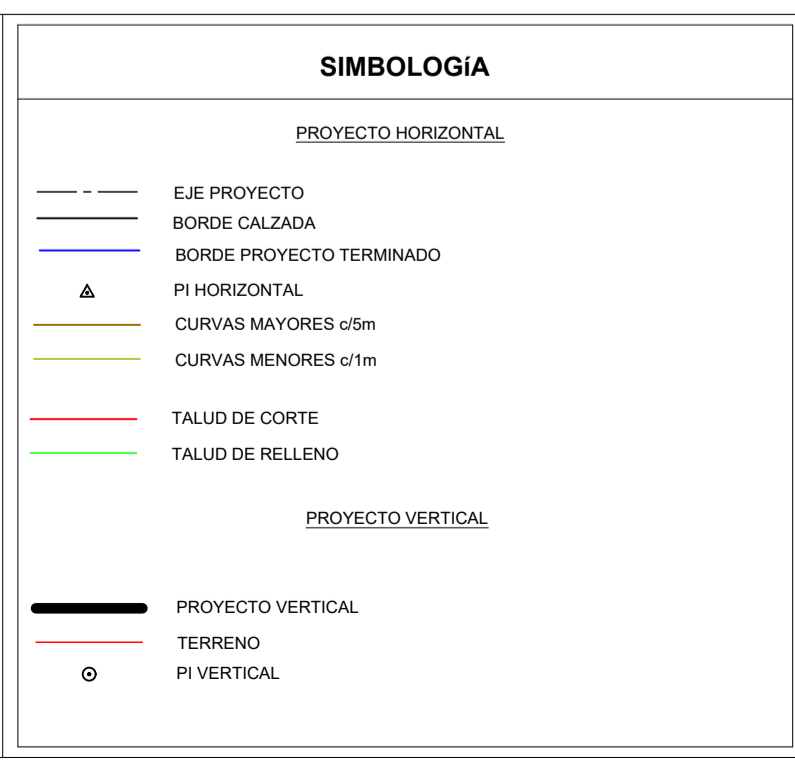 SIMBOLOGíA
PROYECTO HORIZONTAL
EJE PROYECTO
BORDE CALZADA
BORDE PROYECTO TERMINADO
PI HORIZONTAL
CURVAS MAYORES c/5m
CURVAS MENORES c/1m
TALUD DE CORTE
TALUD DE RELLENO
PROYECTO VERTICAL
PROYECTO VERTICAL
TERRENO
PI VERTICAL